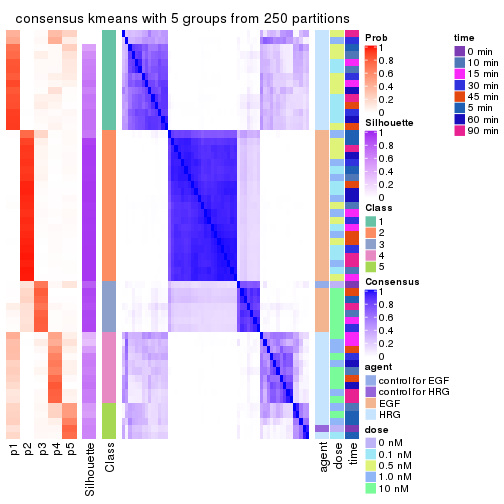 consensus kmeans with 5 groups from 250 partitions
p1
p2
p3
p4
p5
Silhouette
Class
agent
dose
time
Prob
1
0.8
0.6
0.4
0.2
0
Silhouette
1
0.8
0.6
0.4
0.2
0
Class
1
2
3
4
5
Consensus
1
0.8
0.6
0.4
0.2
0
agent
control for EGF
control for HRG
EGF
HRG
dose
0 nM
0.1 nM
0.5 nM
1.0 nM
10 nM
time
0 min
10 min
15 min
30 min
45 min
5 min
60 min
90 min